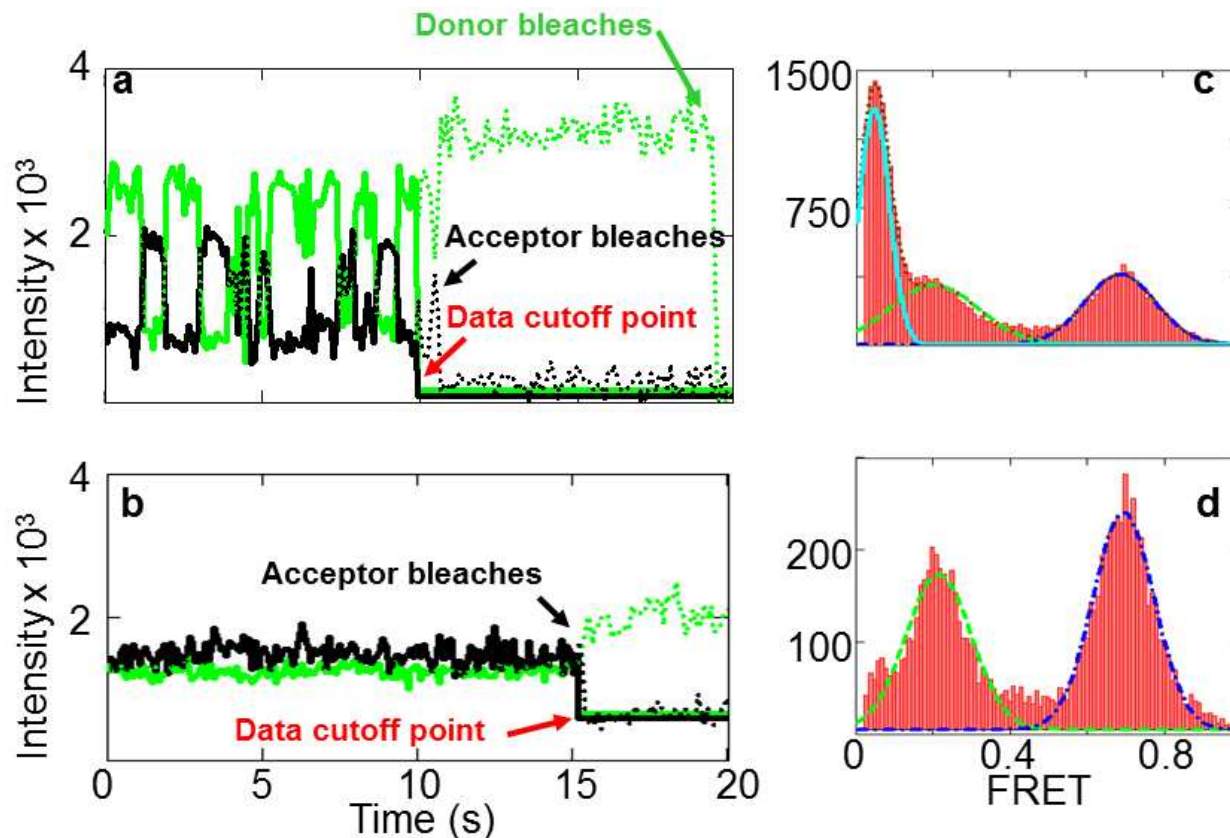 Donor bleaches
4
a
2
Intensity x 10³
Acceptor bleaches
Data cutoff point
1500
c
750
4
b
2
0
Intensity x 10³
Acceptor bleaches
Data cutoff point
0 5 10 15 20
Time (s)
d
200
100
0 0.4 0.8
FRET